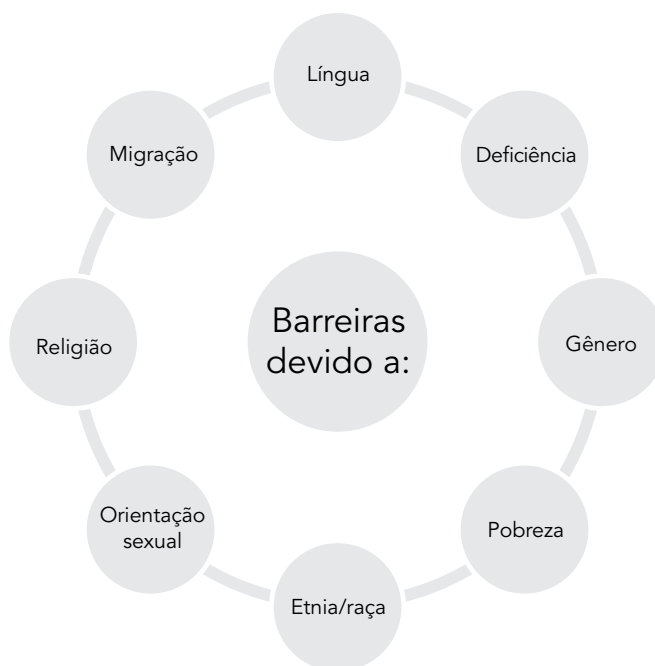 Língua
Deficiência
Gênero
Pobreza
Etnia/raça
Orientação
sexual
Religião
Migração
Barreiras
devido a: